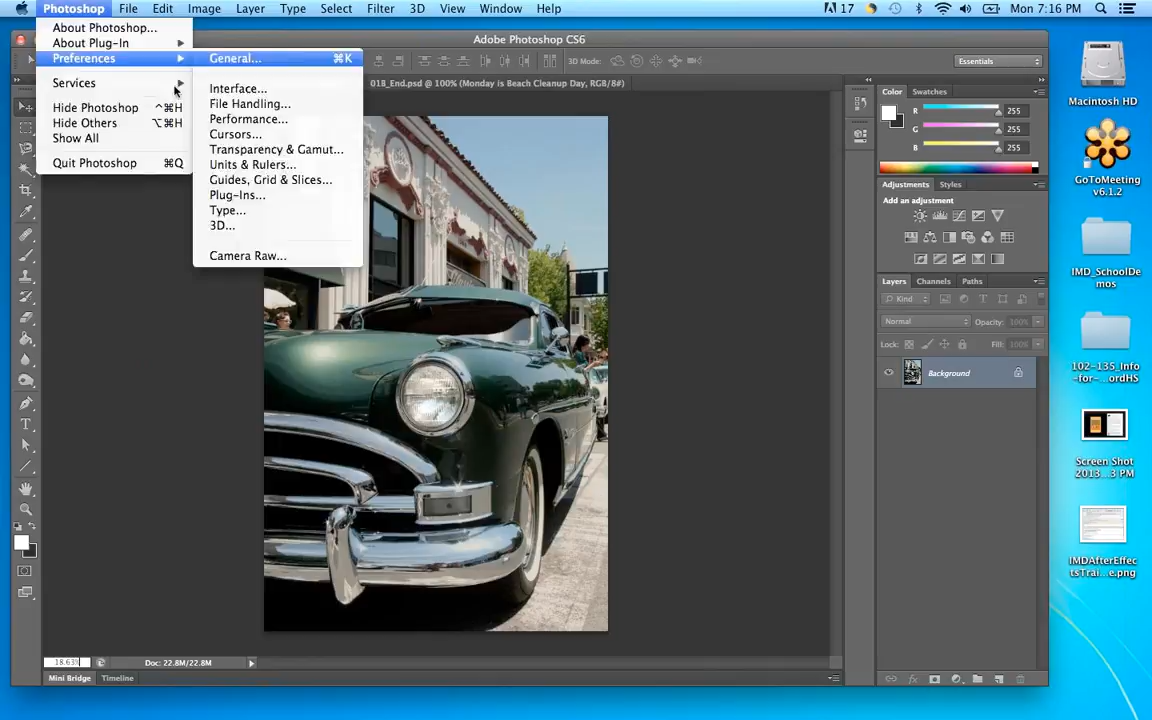 Photoshop File Edit Image Layer Type Select Filter 3D View Window Help 17 Mon 7:16 PM
About Photoshop...
About Plug-In
Preferences
Services
Hide Photoshop ^⌘H
Hide Others ⌥⌘H
Show All
Quit Photoshop ⌘Q
General... ⌘K
Interface...
File Handling...
Performance...
Cursors...
Transparency & Gamut...
Units & Rulers...
Guides, Grid & Slices...
Plug-Ins...
Type...
3D...
Camera Raw...
Adobe Photoshop CS6
3D Mode:
Essentials
01B_End.psd @ 100% (Monday is Beach Cleanup Day, RGB/8#)
Color Swatches
R 255
G 255
B 255
Adjustments Styles
Add an adjustment
Layers Channels Paths
Kind
Normal Opacity: 100%
Lock: Fill: 100%
Background
18.63% Doc: 22.8M/22.8M
Mini Bridge Timeline
Macintosh HD
GoToMeeting
v6.1.2
IMD_SchoolDe
mos
102-135_Info
-for-...ordHS
Screen Shot
2013...3 PM
IMDAfterEffec
tsTrai...e.png